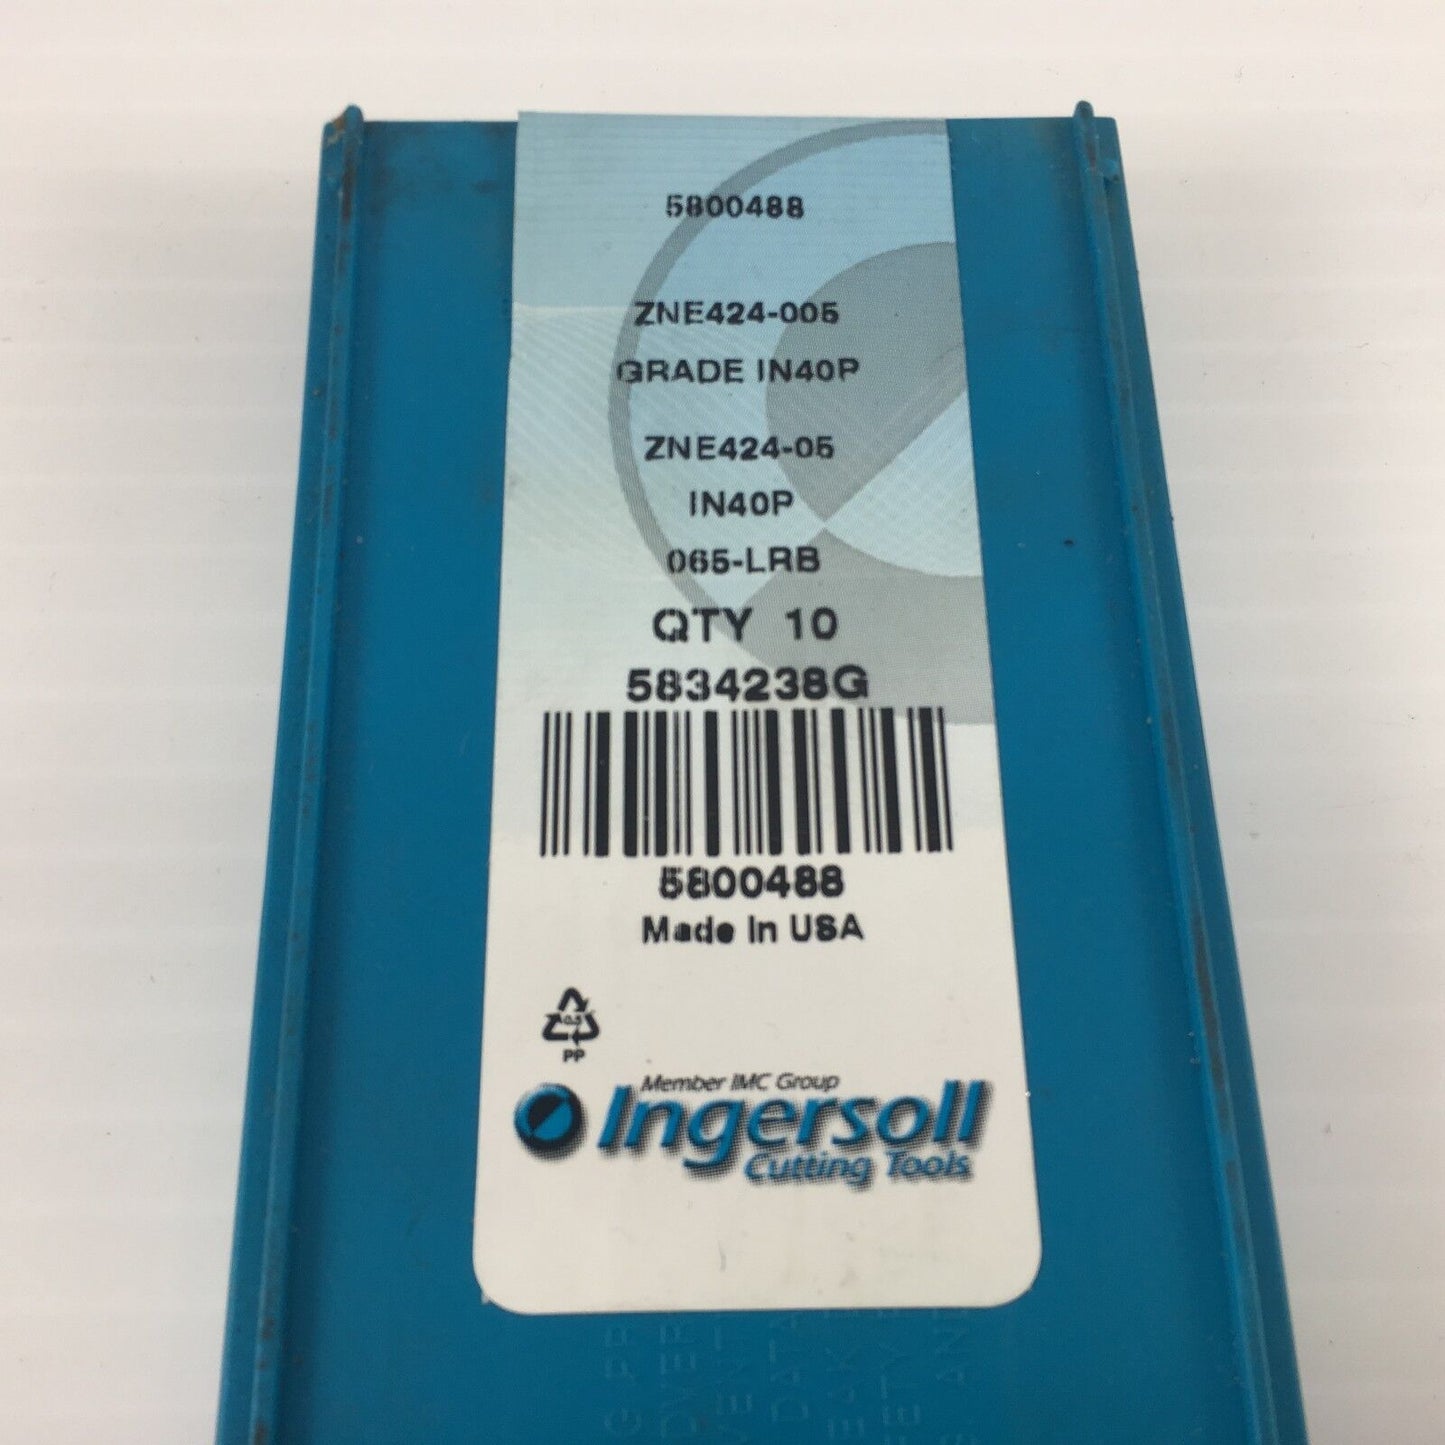 5800488
ZNE424-005
GRADE IN40P
ZNE424-05
IN40P
065-LRB
QTY 10
5834238G
5800488
Made In USA
PP
Member IMC Group
Ingersoll
Cutting Tools